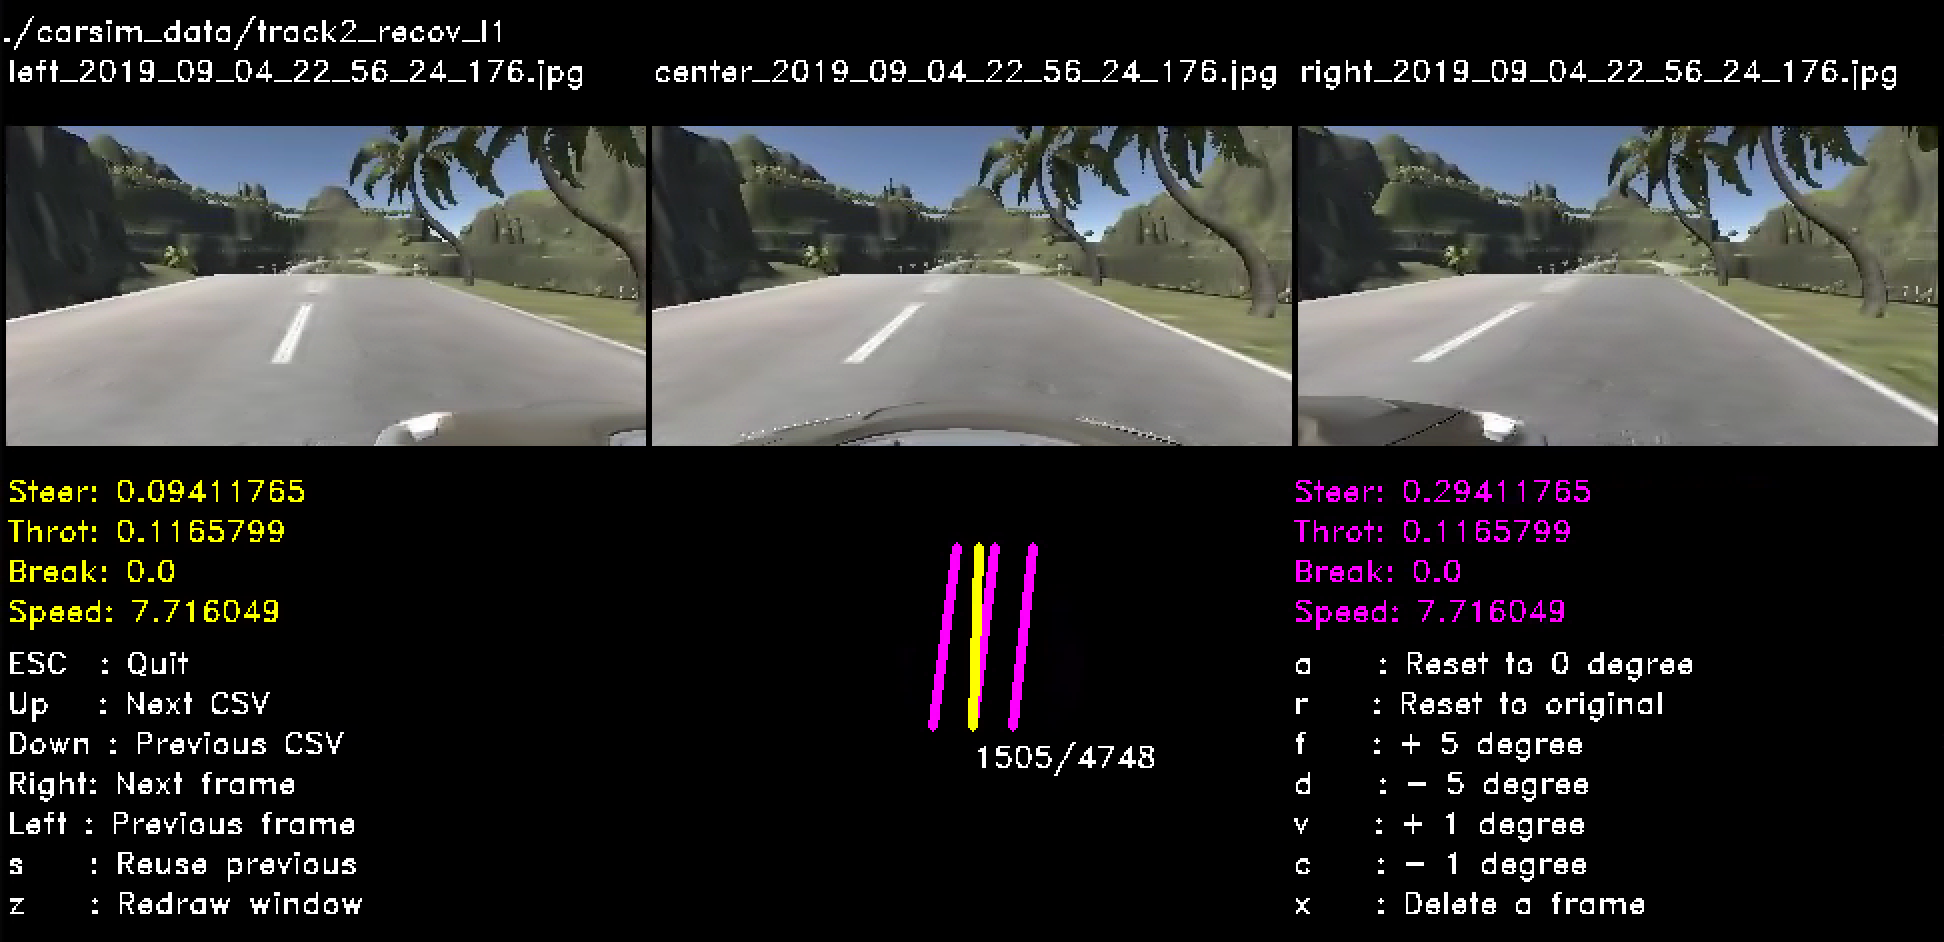 ./carsim_data/track2_recov_l1
left_2019_09_04_22_56_24_176.jpg center_2019_09_04_22_56_24_176.jpg right_2019_09_04_22_56_24_176.jpg
Steer: 0.09411765
Throt: 0.1165799
Break: 0.0
Speed: 7.716049
ESC : Quit
Up : Next CSV
Down : Previous CSV
Right: Next frame
Left : Previous frame
s : Reuse previous
z : Redraw window
1505/4748
Steer: 0.29411765
Throt: 0.1165799
Break: 0.0
Speed: 7.716049
a : Reset to 0 degree
r : Reset to original
f : + 5 degree
d : - 5 degree
v : + 1 degree
c : - 1 degree
x : Delete a frame